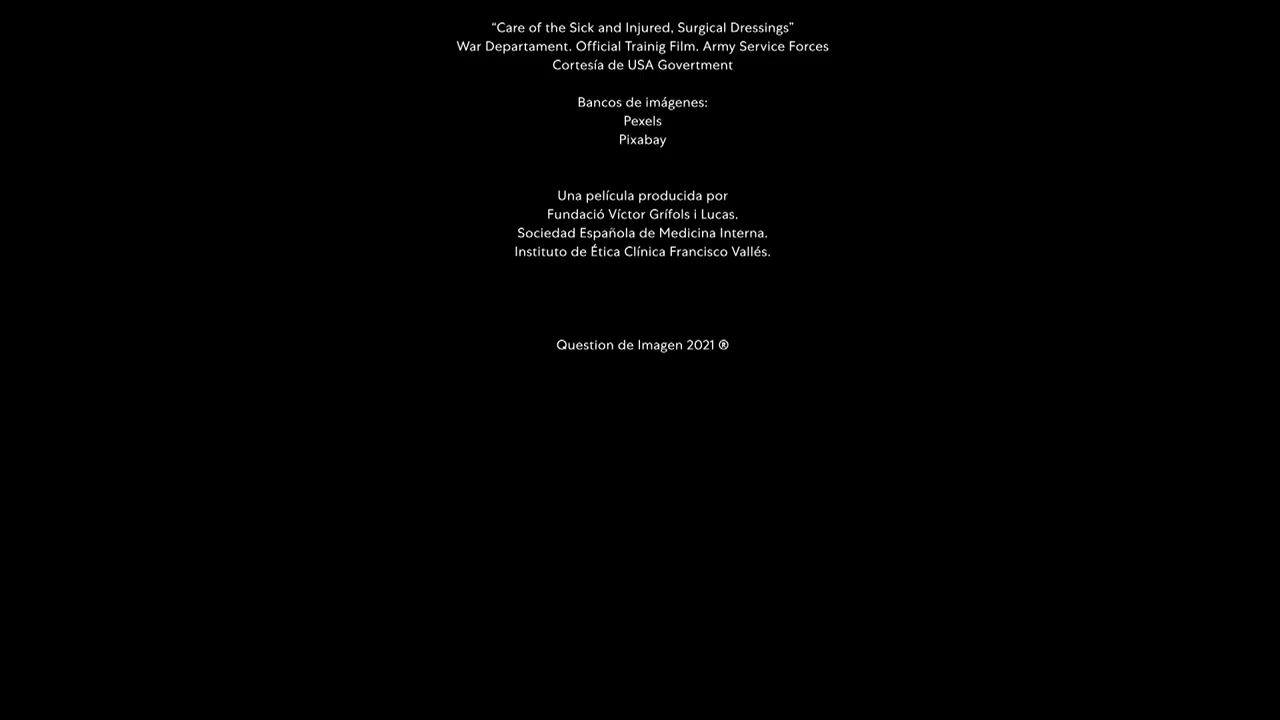 “Care of the Sick and Injured, Surgical Dressings”
War Departament. Official Trainig Film. Army Service Forces
Cortesía de USA Govertment
Bancos de imágenes:
Pexels
Pixabay
Una película producida por
Fundació Víctor Grífols i Lucas.
Sociedad Española de Medicina Interna.
Instituto de Ética Clínica Francisco Vallés.
Question de Imagen 2021 ®